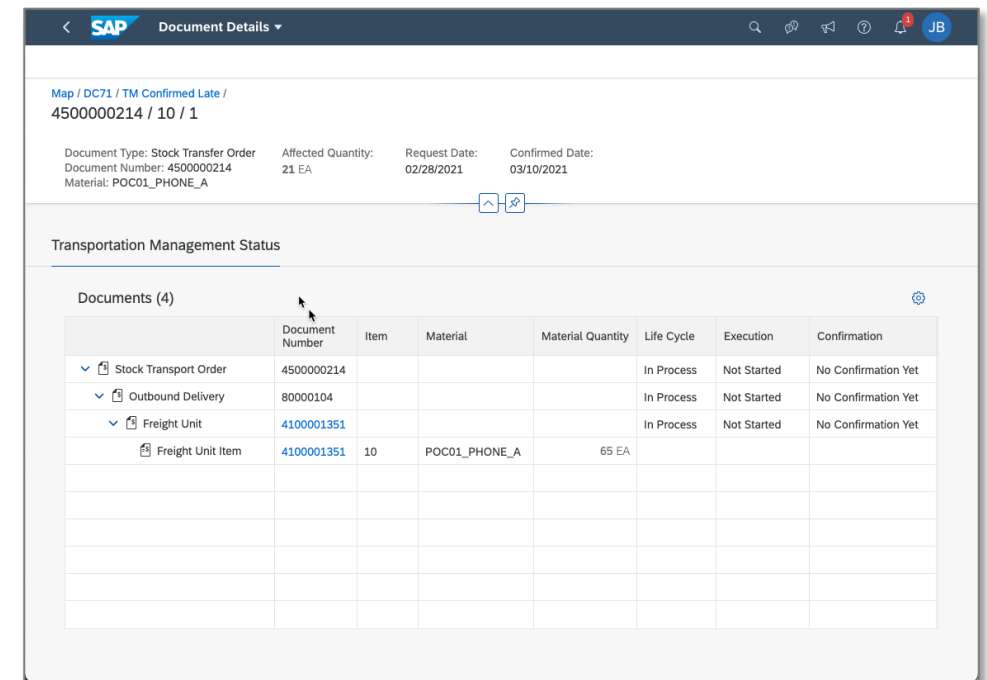 SAP Document Details
1
JB
Map / DC71 / TM Confirmed Late /
4500000214 / 10 / 1
Document Type: Stock Transfer Order
Document Number: 4500000214
Material: POC01_PHONE_A
Affected Quantity:
21 EA
Request Date:
02/28/2021
Confirmed Date:
03/10/2021
Transportation Management Status
Documents (4)
Document Number Item Material Material Quantity Life Cycle Execution Confirmation
Stock Transport Order 4500000214 In Process Not Started No Confirmation Yet
Outbound Delivery 80000104 In Process Not Started No Confirmation Yet
Freight Unit 4100001351 In Process Not Started No Confirmation Yet
Freight Unit Item 4100001351 10 POC01_PHONE_A 65 EA